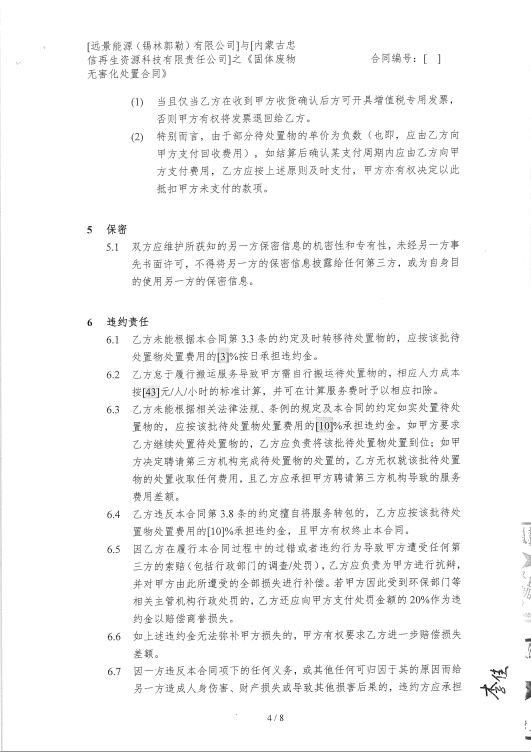 [远景能源（锡林郭勒）有限公司]与[内蒙古忠
信再生资源科技有限责任公司]之《固体废物
无害化处置合同》
合同编号：[ ]
(1) 当且仅当乙方在收到甲方收货确认后方可开具增值税专用发票，
否则甲方有权将发票退回给乙方。
(2) 特别而言，由于部分待处置物的单价为负数（也即，应由乙方向
甲方支付回收费用），如结算后确认某支付周期内应由乙方向甲
方支付费用，乙方应按上述原则及时支付，甲方亦有权决定以此
抵扣甲方未支付的款项。
5 保密
5.1 双方应维护所获知的另一方保密信息的机密性和专有性，未经另一方事
先书面许可，不得将另一方的保密信息披露给任何第三方，或为自身目
的使用另一方的保密信息。
6 违约责任
6.1 乙方未能根据本合同第 3.3 条的约定及时转移待处置物的，应按该批待
处置物处置费用的[3]%按日承担违约金。
6.2 乙方怠于履行搬运服务导致甲方需自行搬运待处置物的，相应人力成本
按[43]元/人/小时的标准计算，并可在计算服务费时予以相应扣除。
6.3 乙方未能根据相关法律法规、条例的规定及本合同的约定如实处置待处
置物的，应按该批待处置物处置费用的[10]%承担违约金。如甲方要求
乙方继续处置待处置物的，乙方应负责将该批待处置物处置到位；如甲
方决定聘请第三方机构完成待处置物的处置的，乙方无权就该批待处置
物的处置收取任何费用，且乙方应承担甲方聘请第三方机构导致的服务
费用差额。
6.4 乙方违反本合同第 3.8 条的约定擅自将服务转包的，乙方应按该批待处
置物处置费用的[10]%承担违约金，且甲方有权终止本合同。
6.5 因乙方在履行本合同过程中的过错或者违约行为导致甲方遭受任何第
三方的索赔（包括行政部门的调查/处罚），乙方应负责为甲方进行抗辩，
并对甲方由此所遭受的全部损失进行补偿。若甲方因此受到环保部门等
相关主管机构行政处罚的，乙方还应向甲方支付处罚金额的 20%作为违
约金以赔偿商誉损失。
6.6 如上述违约金无法弥补甲方损失的，甲方有权要求乙方进一步赔偿损失
差额。
6.7 因一方违反本合同项下的任何义务，或其他任何可归因于其的原因而给
另一方造成人身伤害、财产损失或导致其他损害后果的，违约方应承担
李佳
4 / 8